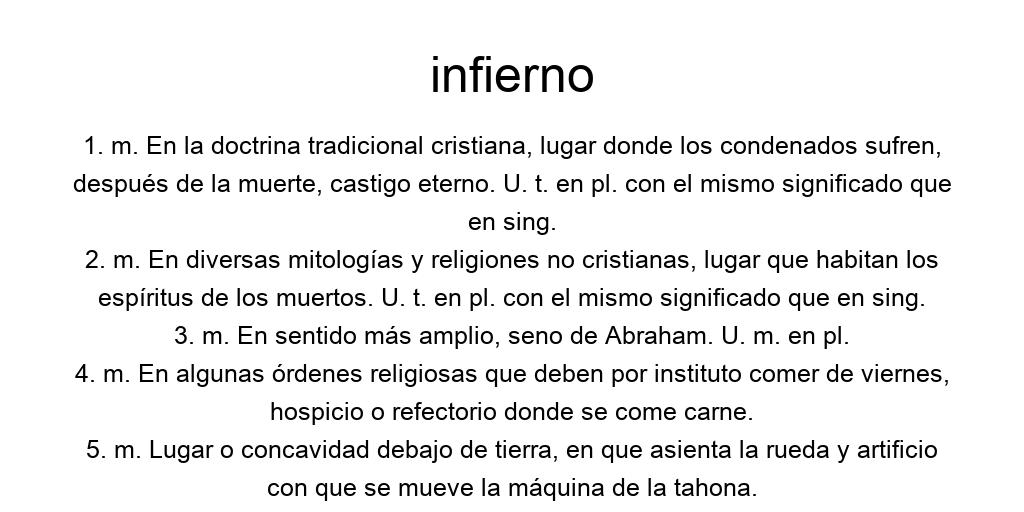 infierno
1. m. En la doctrina tradicional cristiana, lugar donde los condenados sufren,
después de la muerte, castigo eterno. U. t. en pl. con el mismo significado que
en sing.
2. m. En diversas mitologías y religiones no cristianas, lugar que habitan los
espíritus de los muertos. U. t. en pl. con el mismo significado que en sing.
3. m. En sentido más amplio, seno de Abraham. U. m. en pl.
4. m. En algunas órdenes religiosas que deben por instituto comer de viernes,
hospicio o refectorio donde se come carne.
5. m. Lugar o concavidad debajo de tierra, en que asienta la rueda y artificio
con que se mueve la máquina de la tahona.